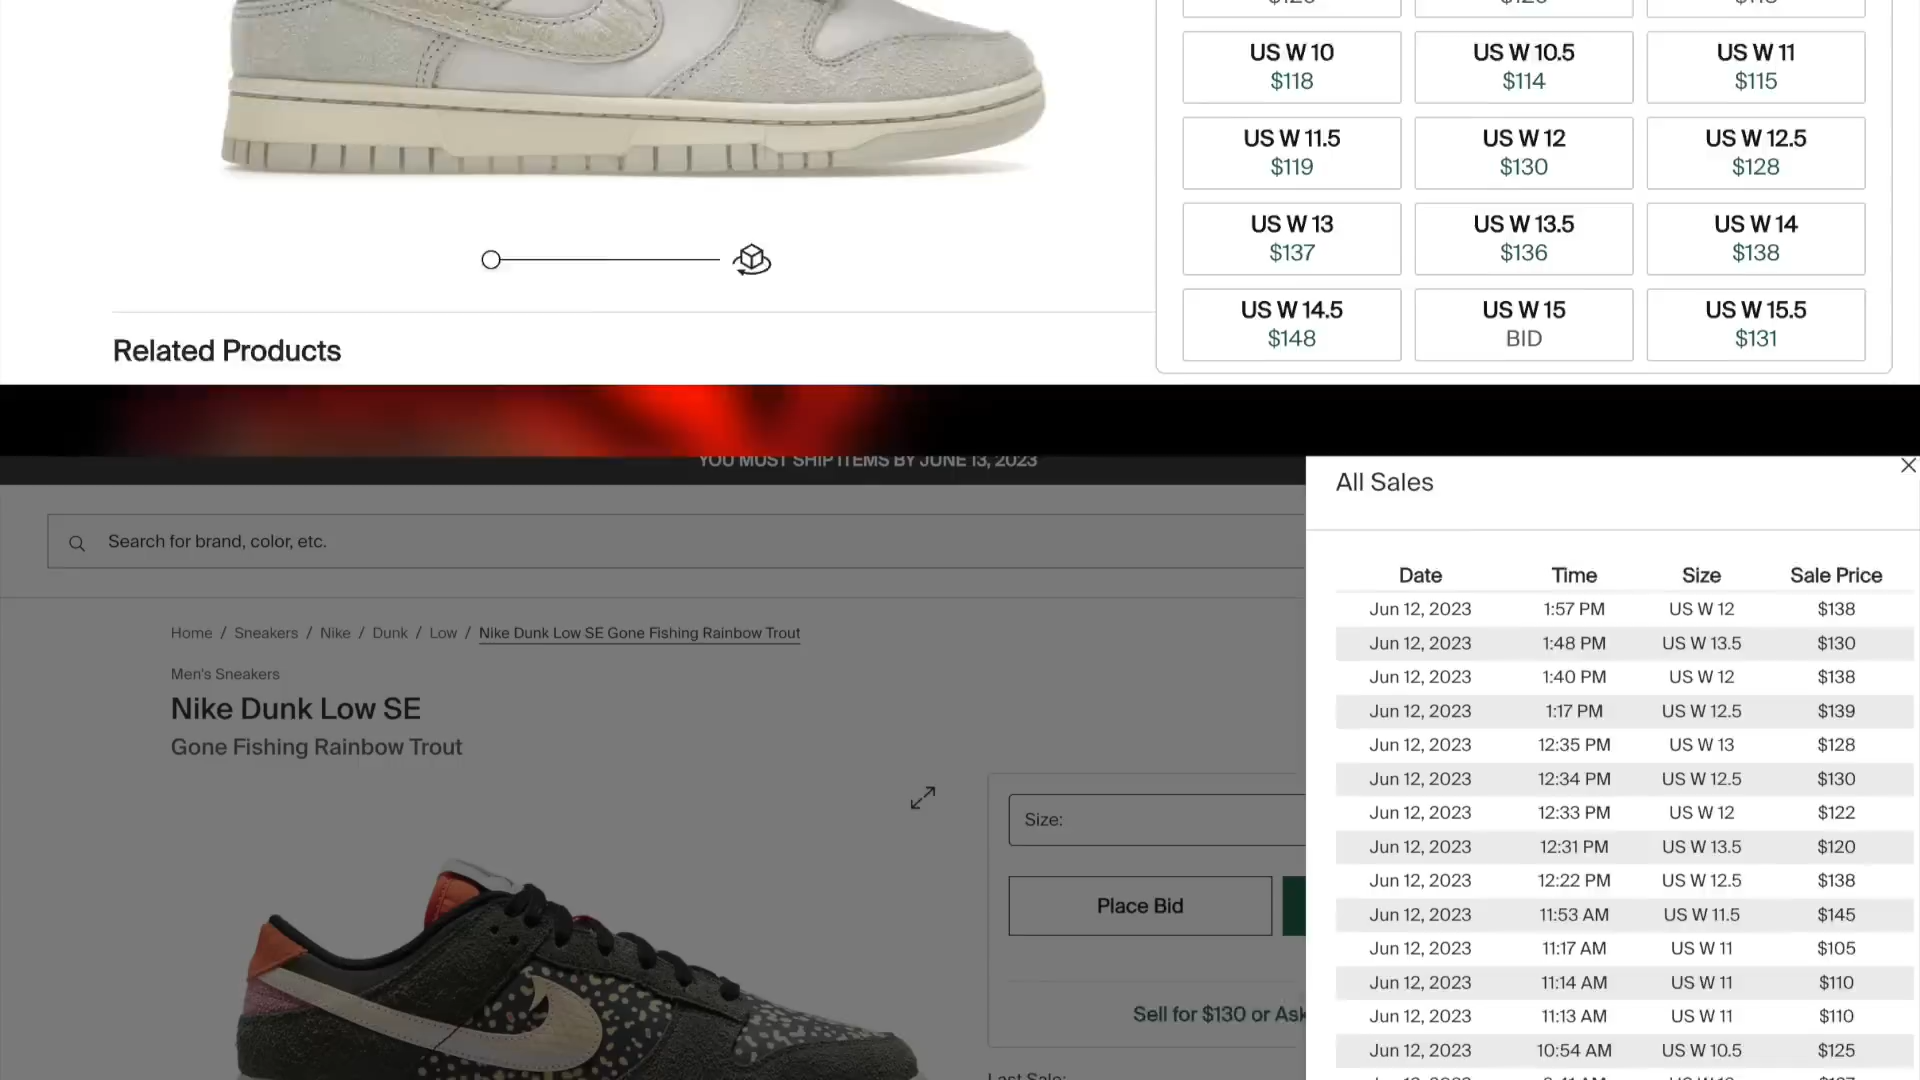 US W 10
US W 10.5
US W 11
$118
$114
$115
US W 11.5
US W 12
US W 12.5
$119
$130
$128
US W 13
US W 13.5
US W 14
$137
$136
$138
US W 14.5
US W 15
US W 15.5
$148
BID
$131
Related Products
YOU MUST SHIP ITEMS BY JUNE 13, 2023
All Sales
Search for brand, color, etc.
Date Time Size Sale Price
Jun 12, 2023 1:57 PM US W 12 $138
Jun 12, 2023 1:48 PM US W 13.5 $130
Jun 12, 2023 1:40 PM US W 12 $138
Jun 12, 2023 1:17 PM US W 12.5 $139
Jun 12, 2023 12:35 PM US W 13 $128
Jun 12, 2023 12:34 PM US W 12.5 $130
Jun 12, 2023 12:33 PM US W 12 $122
Jun 12, 2023 12:31 PM US W 13.5 $120
Jun 12, 2023 12:22 PM US W 12.5 $138
Jun 12, 2023 11:53 AM US W 11.5 $145
Jun 12, 2023 11:17 AM US W 11 $105
Jun 12, 2023 11:14 AM US W 11 $110
Jun 12, 2023 11:13 AM US W 11 $110
Jun 12, 2023 10:54 AM US W 10.5 $125
Home / Sneakers / Nike / Dunk / Low / Nike Dunk Low SE Gone Fishing Rainbow Trout
Men's Sneakers
Nike Dunk Low SE
Gone Fishing Rainbow Trout
Size:
Place Bid
Sell for $130 or Ask
Last Sale: